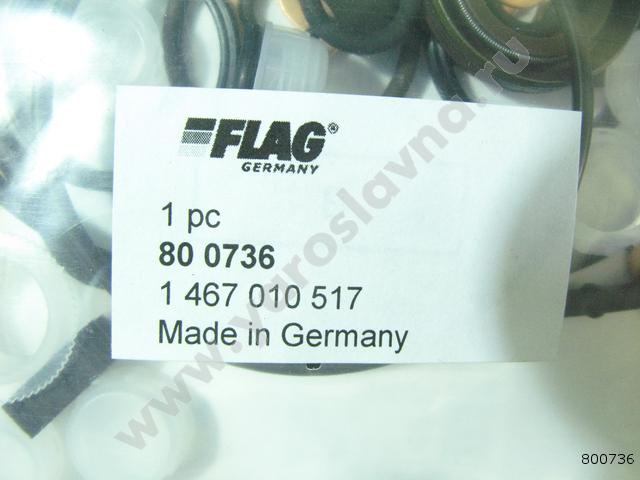 FLAG®
GERMANY
1 pc
80 0736
1 467 010 517
Made in Germany
www.yaroslavna.ru
800736